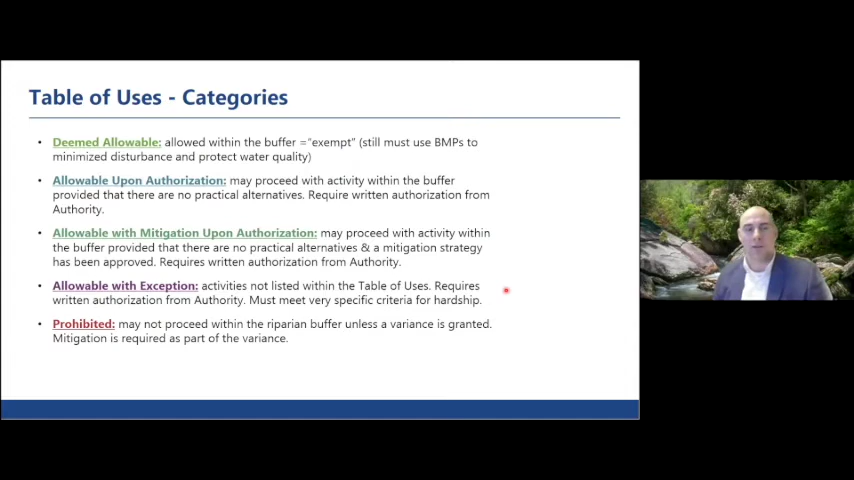 Table of Uses - Categories
• Deemed Allowable: allowed within the buffer ="exempt" (still must use BMPs to
minimized disturbance and protect water quality)
• Allowable Upon Authorization: may proceed with activity within the buffer
provided that there are no practical alternatives. Require written authorization from
Authority.
• Allowable with Mitigation Upon Authorization: may proceed with activity within
the buffer provided that there are no practical alternatives & a mitigation strategy
has been approved. Requires written authorization from Authority.
• Allowable with Exception: activities not listed within the Table of Uses. Requires
written authorization from Authority. Must meet very specific criteria for hardship.
• Prohibited: may not proceed within the riparian buffer unless a variance is granted.
Mitigation is required as part of the variance.